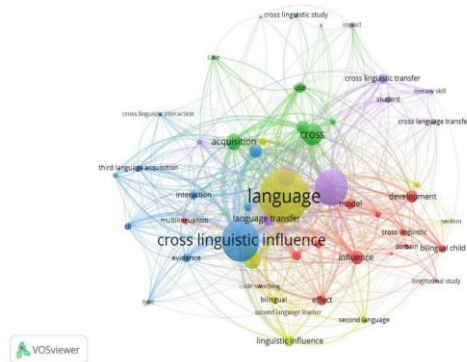 cross linguistic study
impact
case
cross linguistic transfer
literacy skill
use
student
cross linguistic interaction
cross language transfe
cross
acquisition
third language acquisition
language
development
interaction
model
cli
multilingualism
language transfer
section
cross linguistic
cross linguistic influence
domain
bilingual child
evidence
influence
longitudinal study
code switching
type
bilingual
effect
second language learner
second language
linguistic influence
VOSviewer